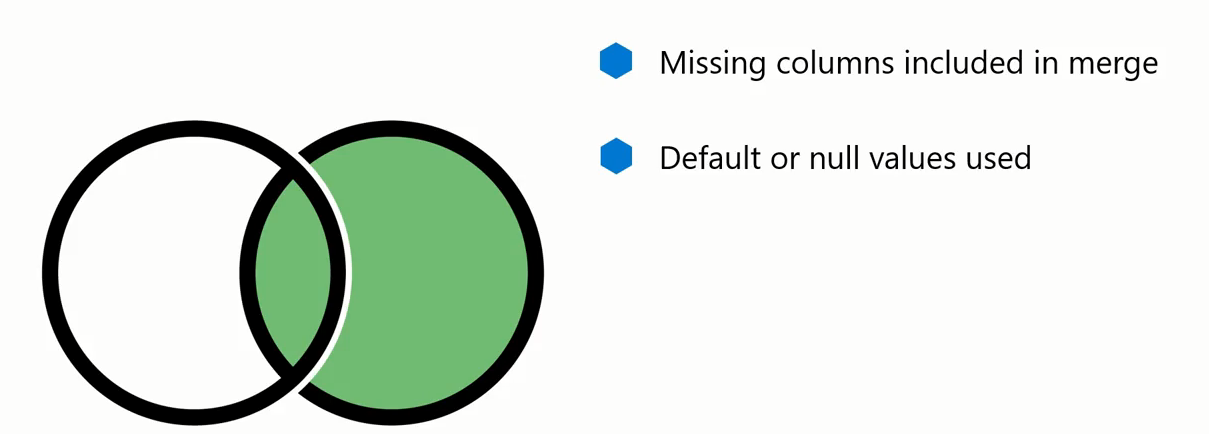 Missing columns included in merge
Default or null values used